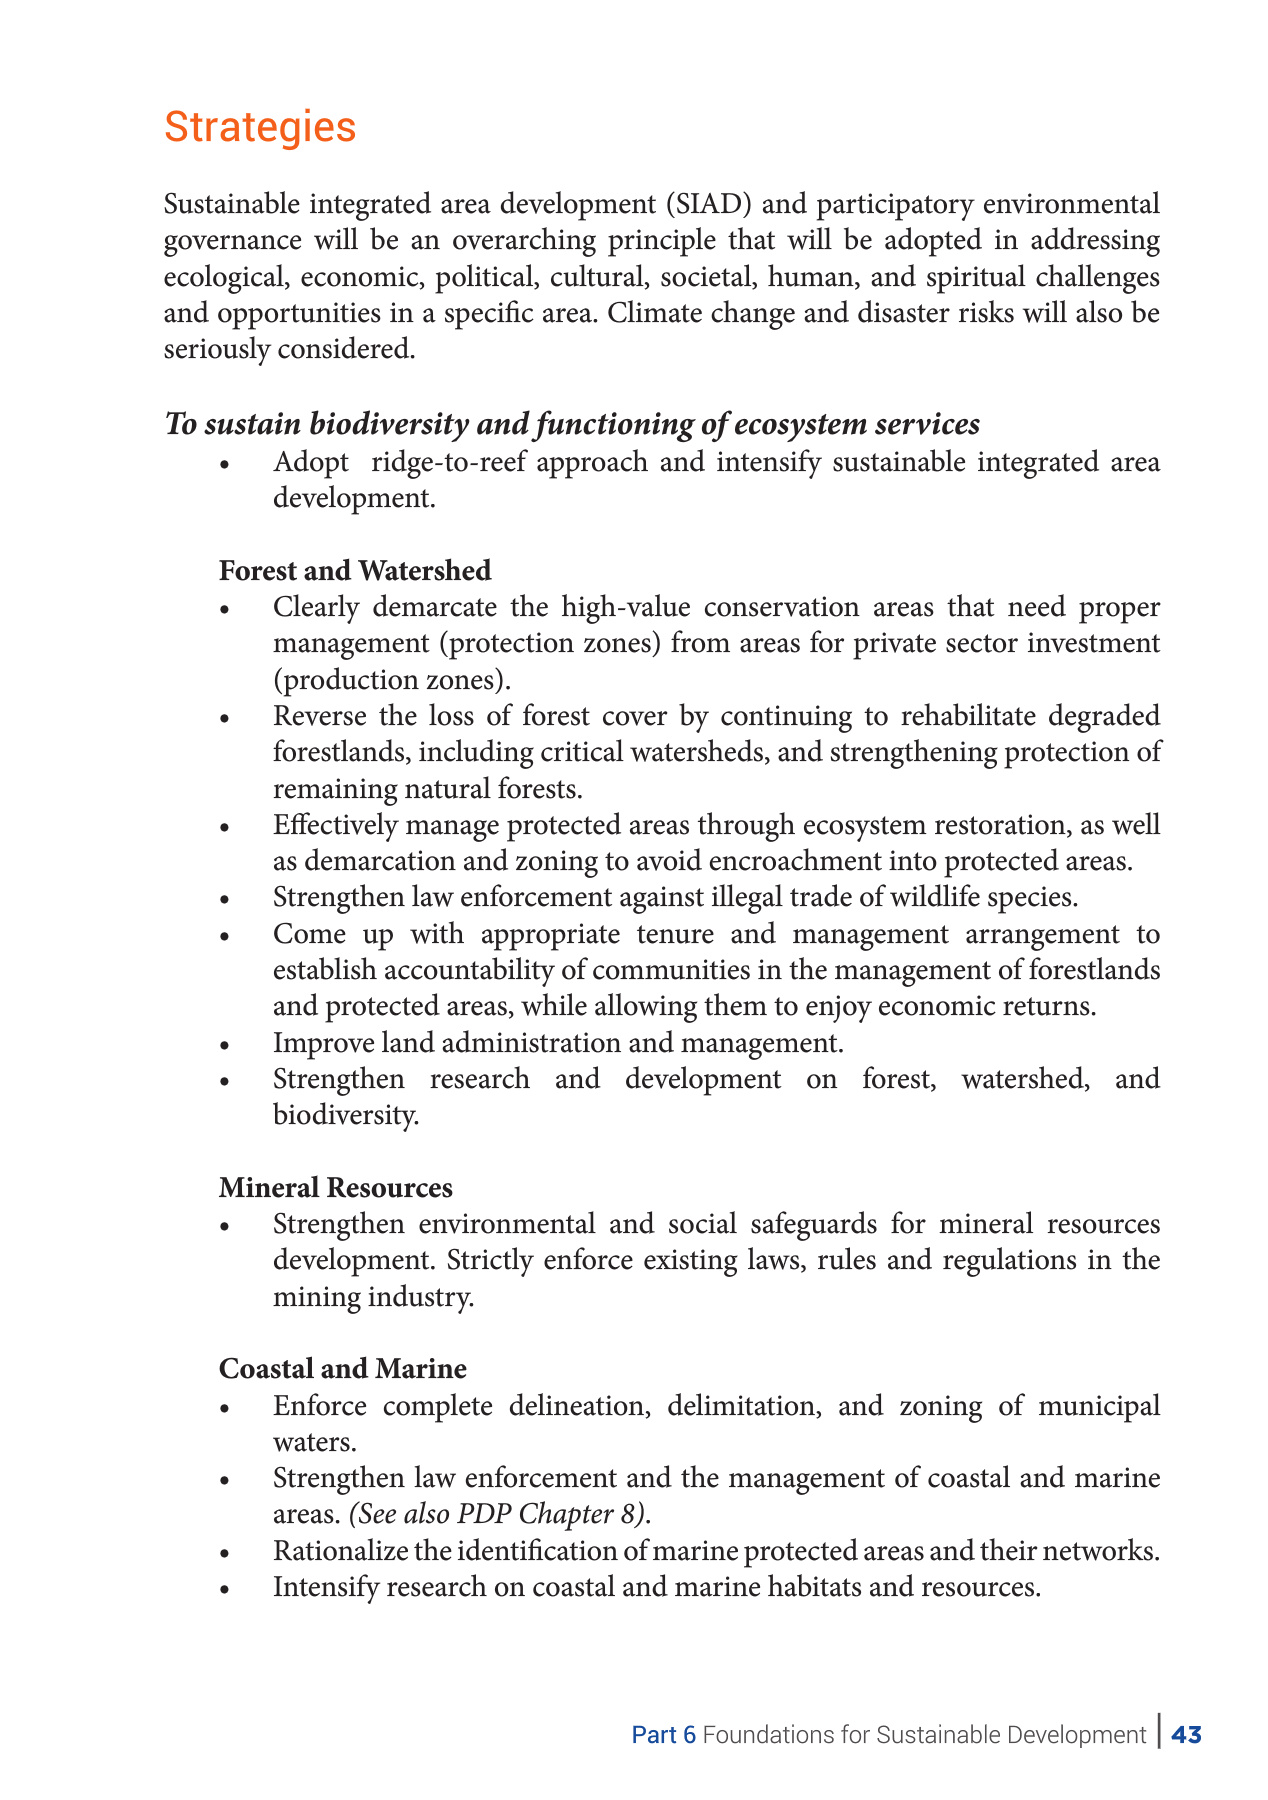 Strategies
Sustainable integrated area development (SIAD) and participatory environmental
governance will be an overarching principle that will be adopted in addressing
ecological, economic, political, cultural, societal, human, and spiritual challenges
and opportunities in a specific area. Climate change and disaster risks will also be
seriously considered.
To sustain biodiversity and functioning of ecosystem services
• Adopt ridge-to-reef approach and intensify sustainable integrated area
development.
Forest and Watershed
• Clearly demarcate the high-value conservation areas that need proper
management (protection zones) from areas for private sector investment
(production zones).
• Reverse the loss of forest cover by continuing to rehabilitate degraded
forestlands, including critical watersheds, and strengthening protection of
remaining natural forests.
• Effectively manage protected areas through ecosystem restoration, as well
as demarcation and zoning to avoid encroachment into protected areas.
• Strengthen law enforcement against illegal trade of wildlife species.
• Come up with appropriate tenure and management arrangement to
establish accountability of communities in the management of forestlands
and protected areas, while allowing them to enjoy economic returns.
• Improve land administration and management.
• Strengthen research and development on forest, watershed, and
biodiversity.
Mineral Resources
• Strengthen environmental and social safeguards for mineral resources
development. Strictly enforce existing laws, rules and regulations in the
mining industry.
Coastal and Marine
• Enforce complete delineation, delimitation, and zoning of municipal
waters.
• Strengthen law enforcement and the management of coastal and marine
areas. (See also PDP Chapter 8).
• Rationalize the identification of marine protected areas and their networks.
• Intensify research on coastal and marine habitats and resources.
Part 6 Foundations for Sustainable Development | 43